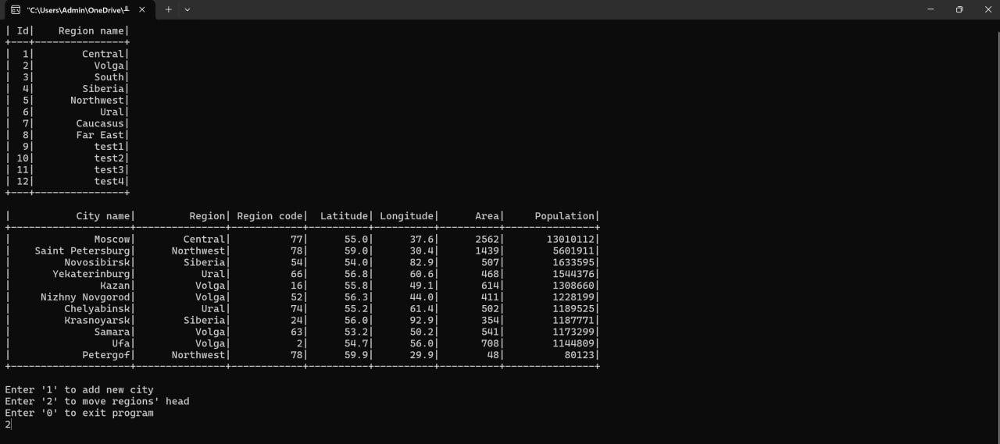 "C:\Users\Admin\OneDrive\
| Id|    Region name|
+---+---------------+
|  1|        Central|
|  2|          Volga|
|  3|          South|
|  4|        Siberia|
|  5|      Northwest|
|  6|           Ural|
|  7|       Caucasus|
|  8|       Far East|
|  9|          test1|
| 10|          test2|
| 11|          test3|
| 12|          test4|
+---+---------------+
|           City name|         Region| Region code|  Latitude| Longitude|      Area|     Population|
+--------------------+---------------+------------+----------+----------+----------+---------------+
|              Moscow|        Central|          77|      55.0|      37.6|      2562|       13010112|
|    Saint Petersburg|      Northwest|          78|      59.0|      30.4|      1439|        5601911|
|         Novosibirsk|        Siberia|          54|      54.0|      82.9|       507|        1633595|
|       Yekaterinburg|           Ural|          66|      56.8|      60.6|       468|        1544376|
|               Kazan|          Volga|          16|      55.8|      49.1|       614|        1308660|
|     Nizhny Novgorod|          Volga|          52|      56.3|      44.0|       411|        1228199|
|         Chelyabinsk|           Ural|          74|      55.2|      61.4|       502|        1189525|
|         Krasnoyarsk|        Siberia|          24|      56.0|      92.9|       354|        1187771|
|              Samara|          Volga|          63|      53.2|      50.2|       541|        1173299|
|                 Ufa|          Volga|           2|      54.7|      56.0|       708|        1144809|
|            Petergof|      Northwest|          78|      59.9|      29.9|        48|          80123|
+--------------------+---------------+------------+----------+----------+----------+---------------+
Enter '1' to add new city
Enter '2' to move regions' head
Enter '0' to exit program
2